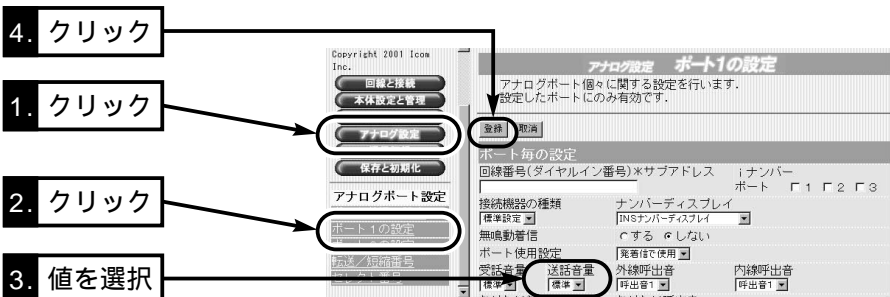 4. クリック
1. クリック
2. クリック
3. 値を選択
Copyright 2001 Icom
Inc.
回線と接続
本体設定と管理
アナログ設定
保存と初期化
アナログポート設定
ポート1の設定
転送/短縮番号
アナログ設定 ポート1の設定
アナログポート個々に関する設定を行います.
設定したポートにのみ有効です.
登録 取消
ポート毎の設定
回線番号(ダイヤルイン番号)*サブアドレス iナンバー
ポート 1 2 3
接続機器の種類 ナンバーディスプレイ
標準設定 INSナンバーディスプレイ
無鳴動着信 する しない
ポート使用設定 発着信で使用
受話音量 送話音量 外線呼出音 内線呼出音
標準 標準 呼出音1 呼出音1